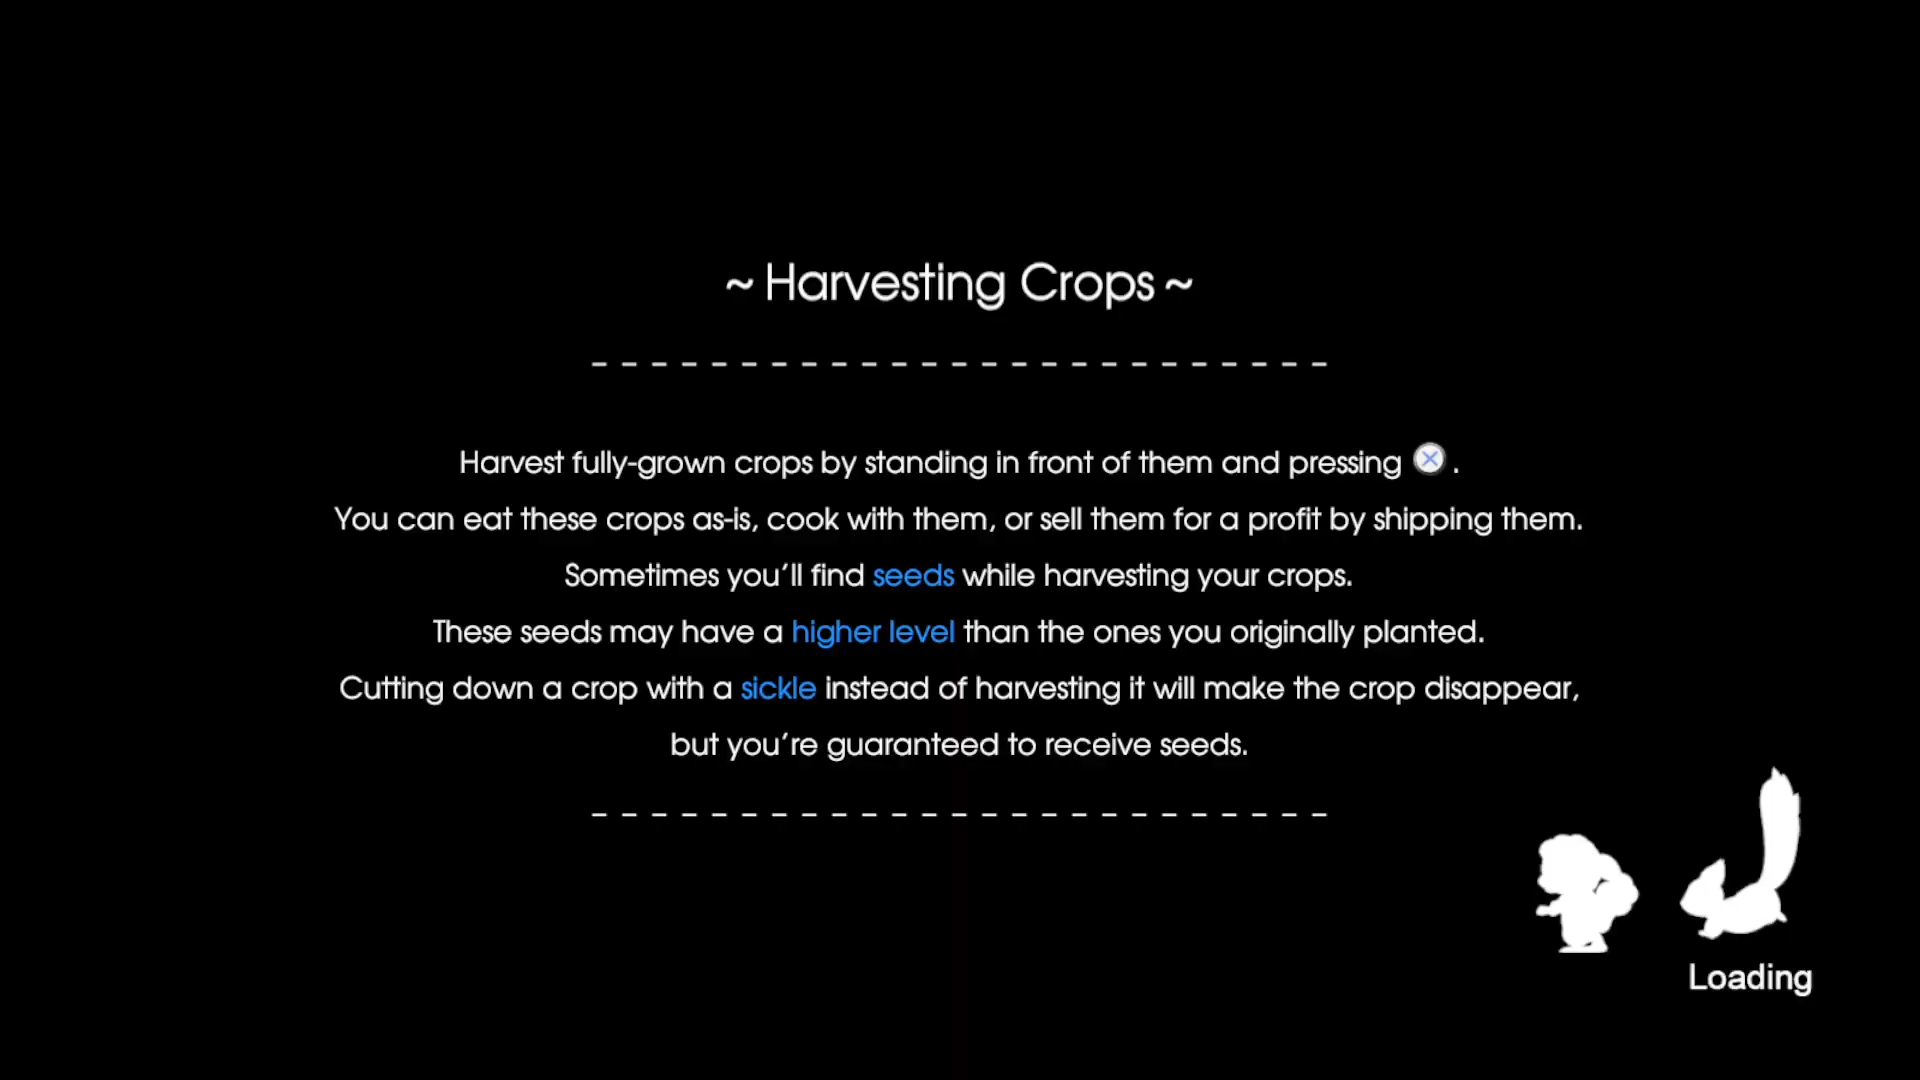 ~ Harvesting Crops ~
Harvest fully-grown crops by standing in front of them and pressing ⓧ .
You can eat these crops as-is, cook with them, or sell them for a profit by shipping them.
Sometimes you’ll find seeds while harvesting your crops.
These seeds may have a higher level than the ones you originally planted.
Cutting down a crop with a sickle instead of harvesting it will make the crop disappear,
but you’re guaranteed to receive seeds.
Loading